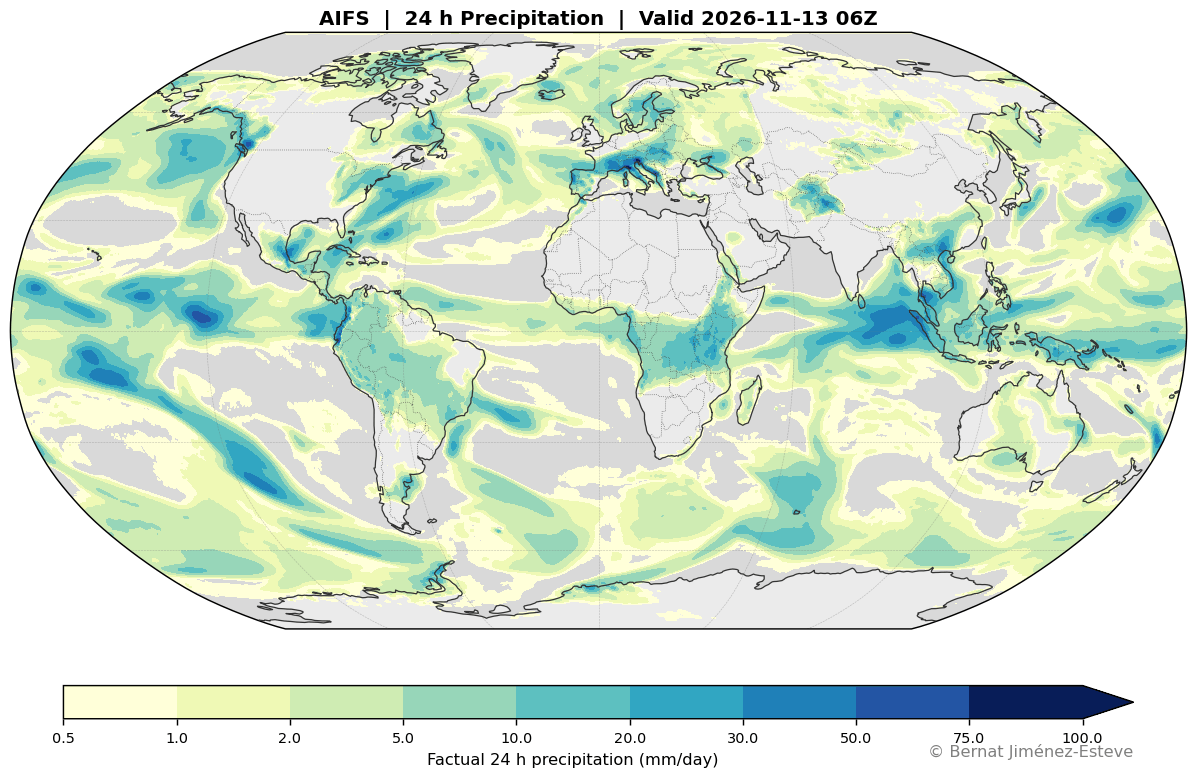 AIFS | 24 h Precipitation | Valid 2026-11-13 06Z
0.5 1.0 2.0 5.0 10.0 20.0 30.0 50.0 75.0 100.0
Factual 24 h precipitation (mm/day)
© Bernat Jiménez-Esteve